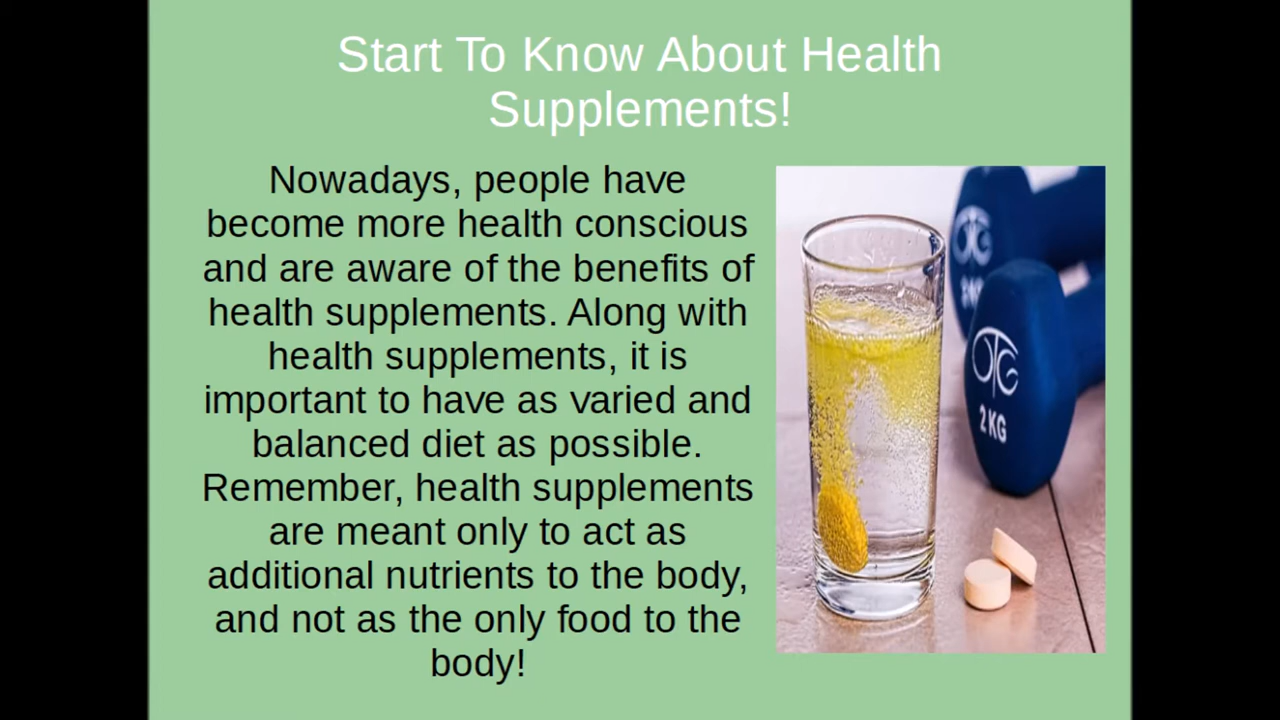 Start To Know About Health
Supplements!
Nowadays, people have
become more health conscious
and are aware of the benefits of
health supplements. Along with
health supplements, it is
important to have as varied and
balanced diet as possible.
Remember, health supplements
are meant only to act as
additional nutrients to the body,
and not as the only food to the
body!
2 KG